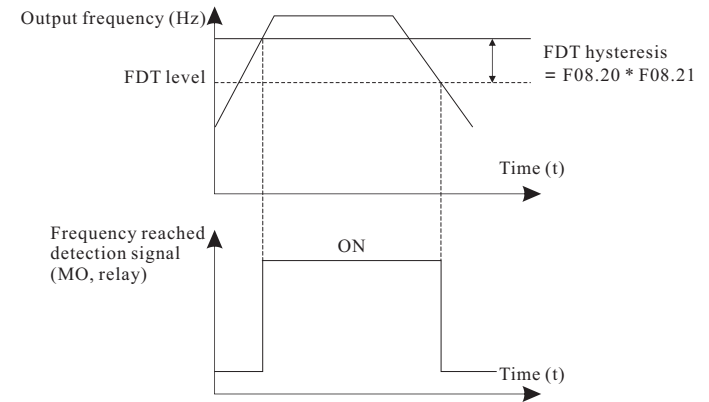 Output frequency (Hz)
FDT level
FDT hysteresis
= F08.20 * F08.21
Time (t)
Frequency reached
detection signal
(MO, relay)
ON
Time (t)